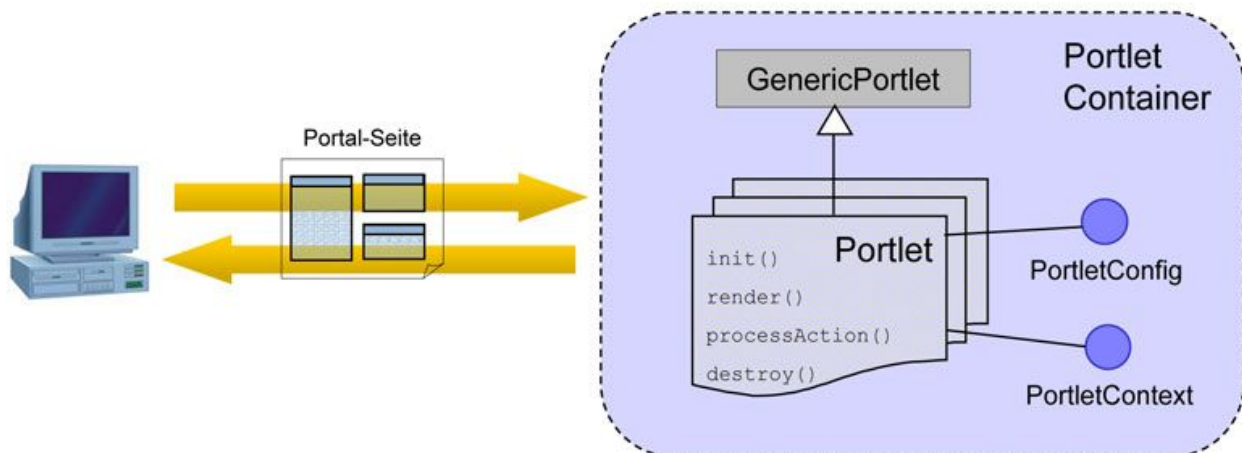 Portal-Seite
GenericPortlet
Portlet
Container
Portlet
init()
render()
processAction()
destroy()
PortletConfig
PortletContext